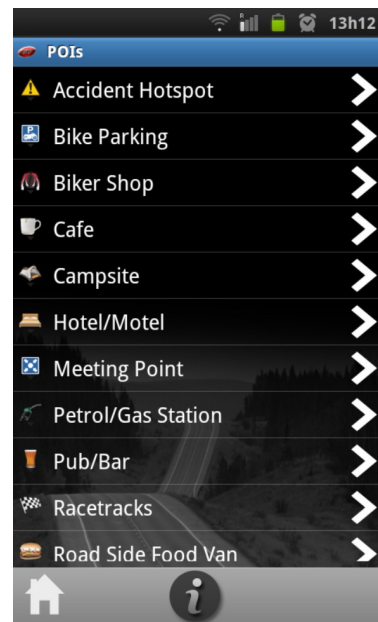 13h12
POIs
Accident Hotspot
Bike Parking
Biker Shop
Cafe
Campsite
Hotel/Motel
Meeting Point
Petrol/Gas Station
Pub/Bar
Racetracks
Road Side Food Van